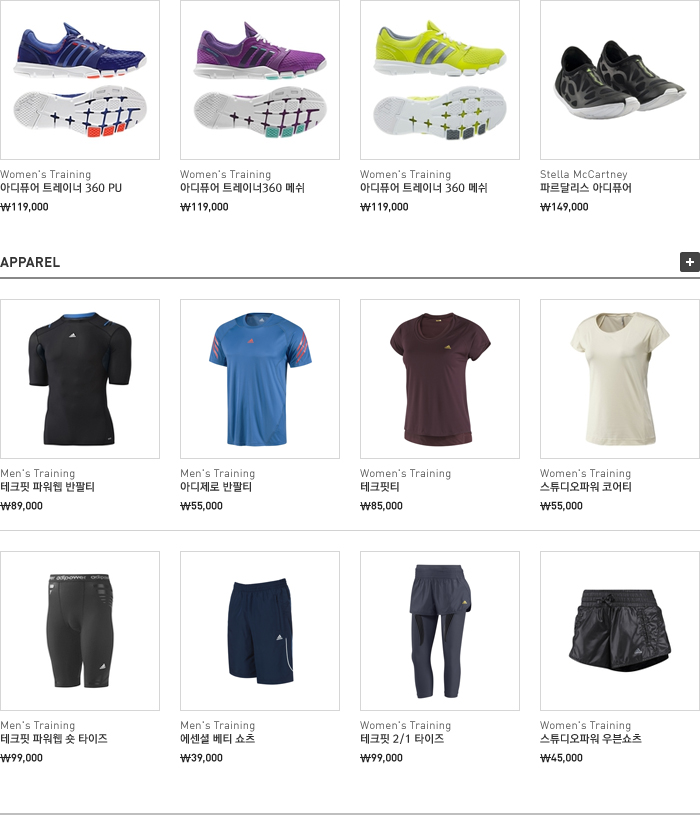 Women's Training
아디퓨어 트레이너 360 PU
₩119,000
Women's Training
아디퓨어 트레이너360 메쉬
₩119,000
Women's Training
아디퓨어 트레이너 360 메쉬
₩119,000
Stella McCartney
파르달리스 아디퓨어
₩149,000
APPAREL
Men's Training
테크핏 파워웹 반팔티
₩89,000
Men's Training
아디제로 반팔티
₩55,000
Women's Training
테크핏티
₩85,000
Women's Training
스튜디오파워 코어티
₩55,000
adipower
Men's Training
테크핏 파워웹 숏 타이즈
₩99,000
Men's Training
에센셜 베티 쇼츠
₩39,000
Women's Training
테크핏 2/1 타이즈
₩99,000
Women's Training
스튜디오파워 우븐쇼츠
₩45,000